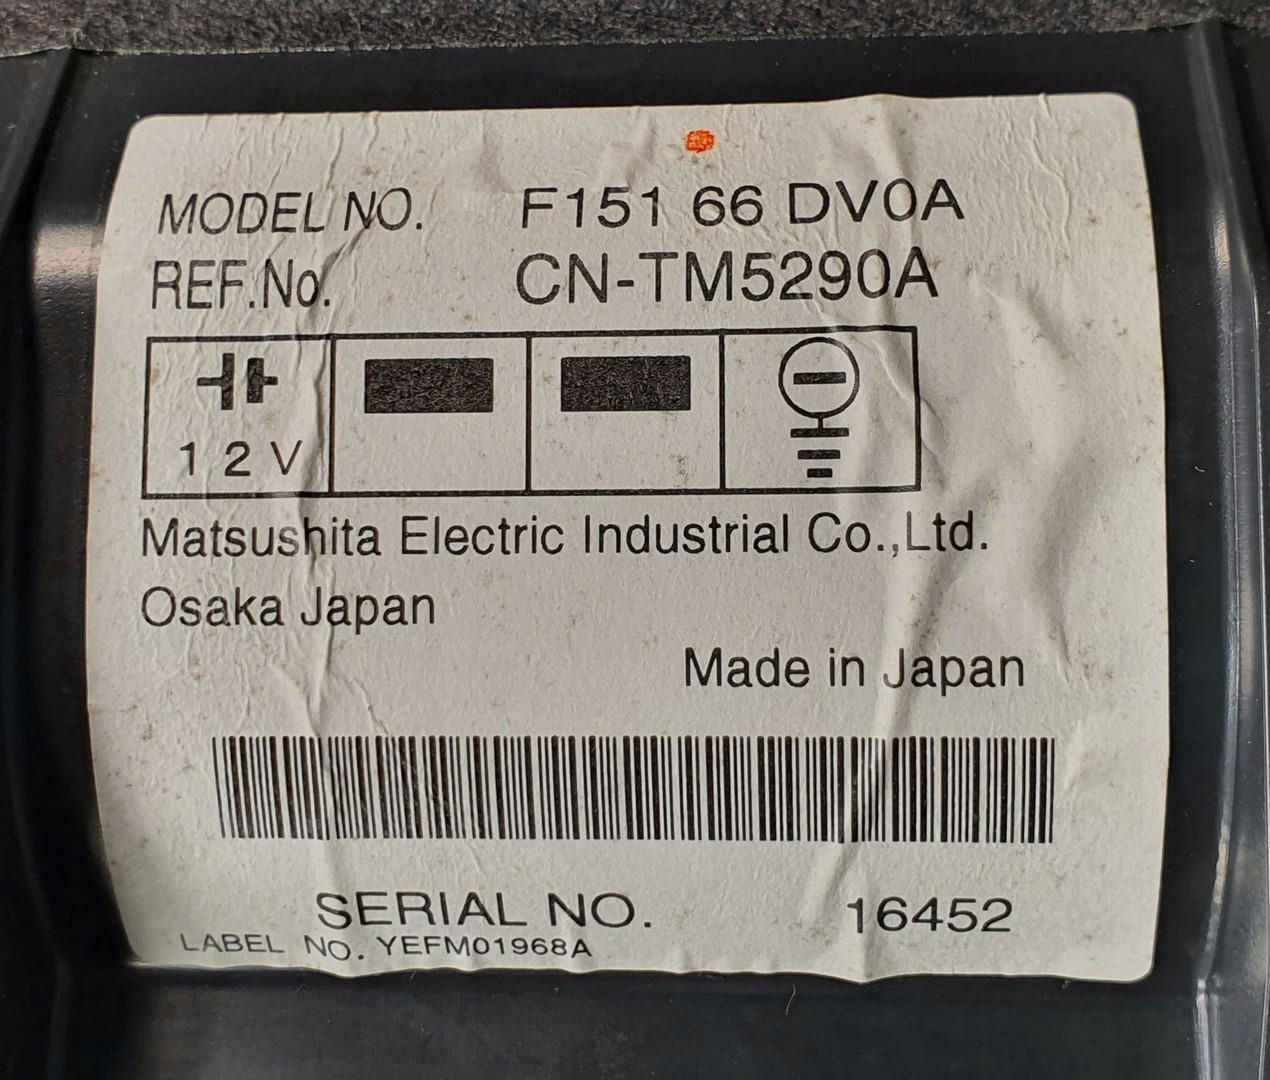 MODEL NO. F151 66 DV0A
REF.No. CN-TM5290A
12V
Matsushita Electric Industrial Co.,Ltd.
Osaka Japan
Made in Japan
SERIAL NO. 16452
LABEL NO. YEFM01968A